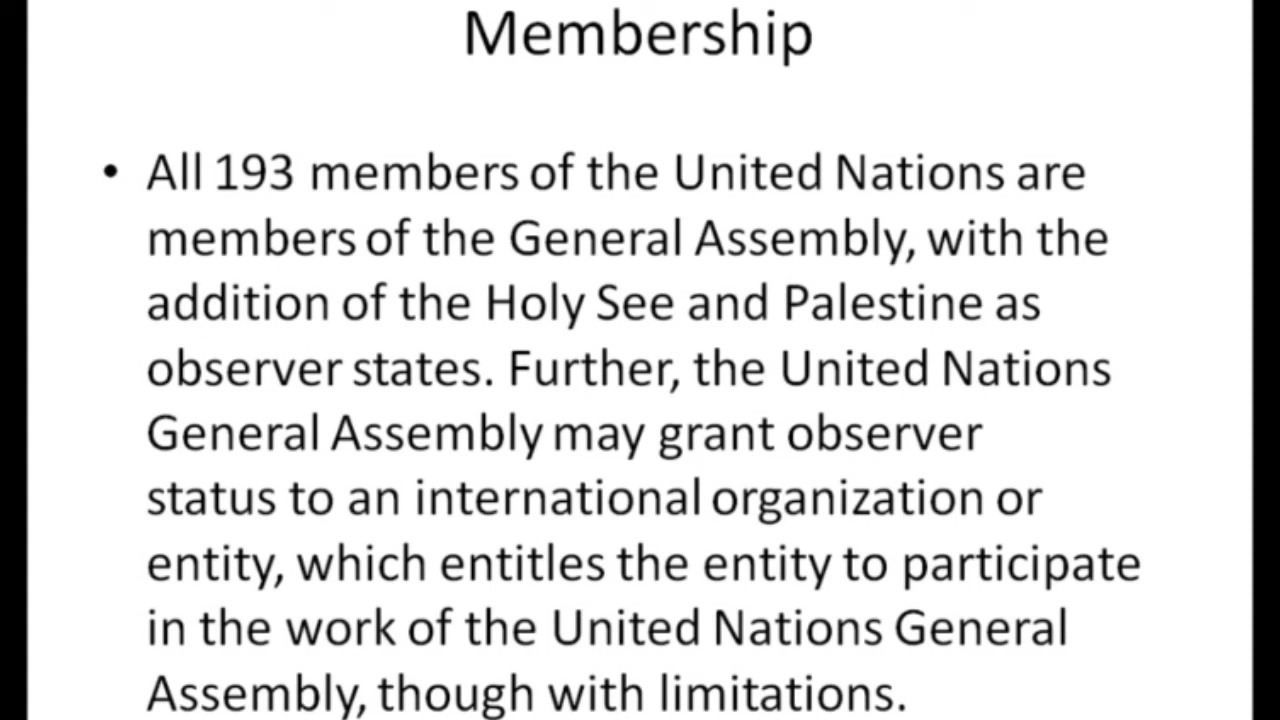 Membership
• All 193 members of the United Nations are
members of the General Assembly, with the
addition of the Holy See and Palestine as
observer states. Further, the United Nations
General Assembly may grant observer
status to an international organization or
entity, which entitles the entity to participate
in the work of the United Nations General
Assembly, though with limitations.